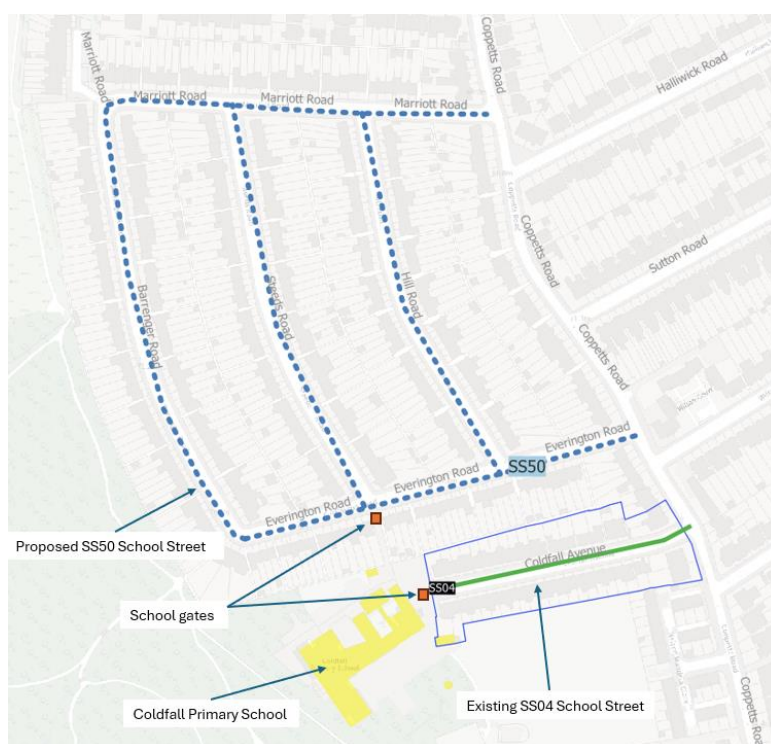 Marriott Road
Coppetts Road
Halliwick Road
Marriott Road
Marriott Road
Marriott Road
Coppetts Road
Sutton Road
Barrenger Road
Steeds Road
Hill Road
Coppetts Road
Everington Road
SS50
Everington Road
Everington Road
Proposed SS50 School Street
Coldfall Avenue
SS04
School gates
Coldfall Primary School
Existing SS04 School Street